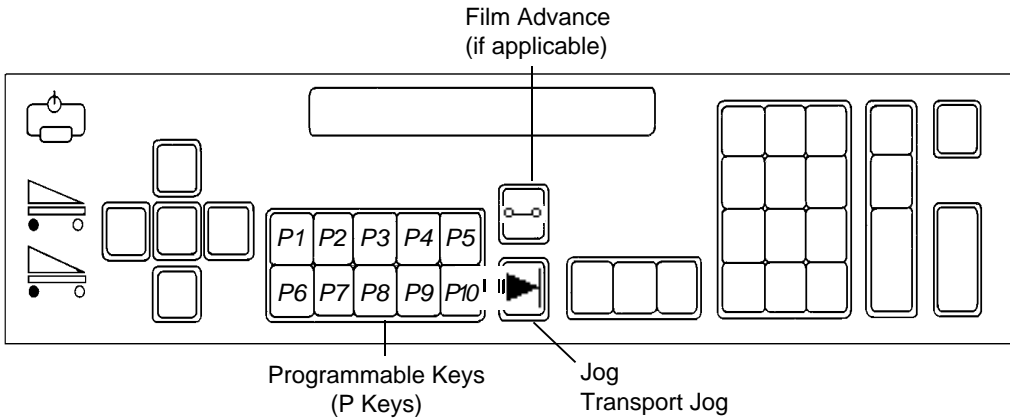 Film Advance
(if applicable)
P1 P2 P3 P4 P5
P6 P7 P8 P9 P10
Programmable Keys
(P Keys)
Jog
Transport Jog